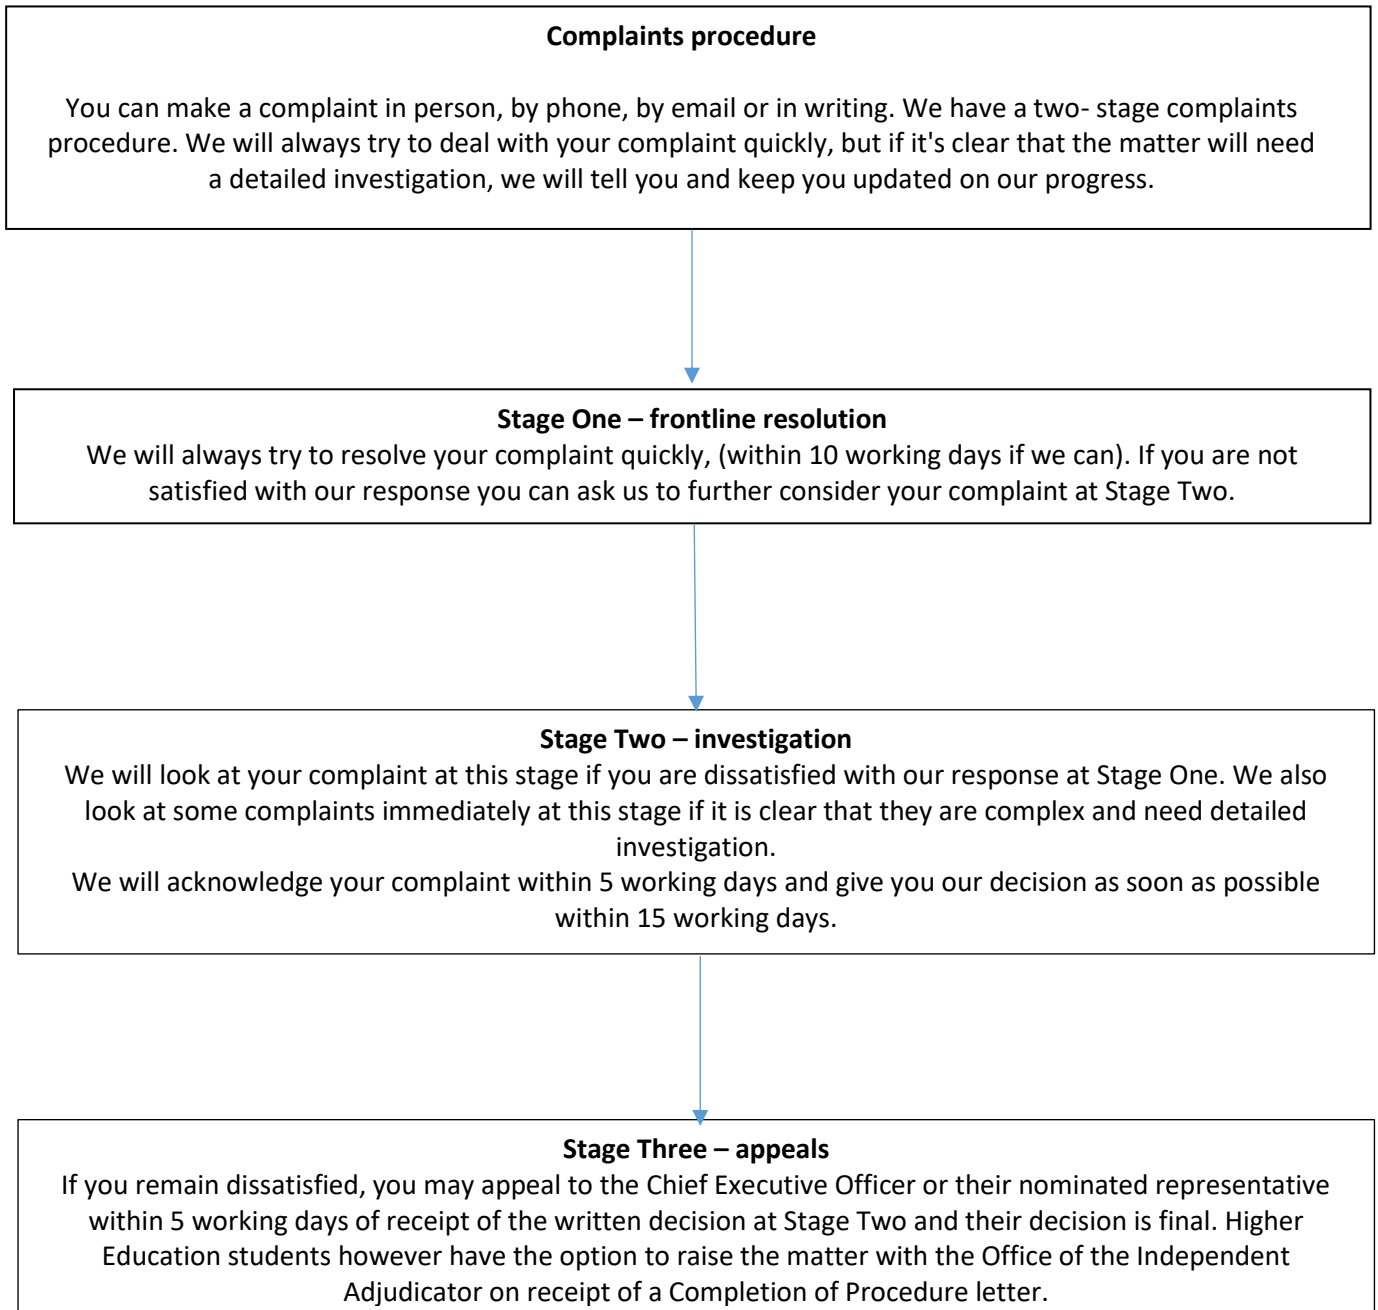 Complaints procedure
You can make a complaint in person, by phone, by email or in writing. We have a two- stage complaints
procedure. We will always try to deal with your complaint quickly, but if it's clear that the matter will need
a detailed investigation, we will tell you and keep you updated on our progress.
Stage One – frontline resolution
We will always try to resolve your complaint quickly, (within 10 working days if we can). If you are not
satisfied with our response you can ask us to further consider your complaint at Stage Two.
Stage Two – investigation
We will look at your complaint at this stage if you are dissatisfied with our response at Stage One. We also
look at some complaints immediately at this stage if it is clear that they are complex and need detailed
investigation.
We will acknowledge your complaint within 5 working days and give you our decision as soon as possible
within 15 working days.
Stage Three – appeals
If you remain dissatisfied, you may appeal to the Chief Executive Officer or their nominated representative
within 5 working days of receipt of the written decision at Stage Two and their decision is final. Higher
Education students however have the option to raise the matter with the Office of the Independent
Adjudicator on receipt of a Completion of Procedure letter.